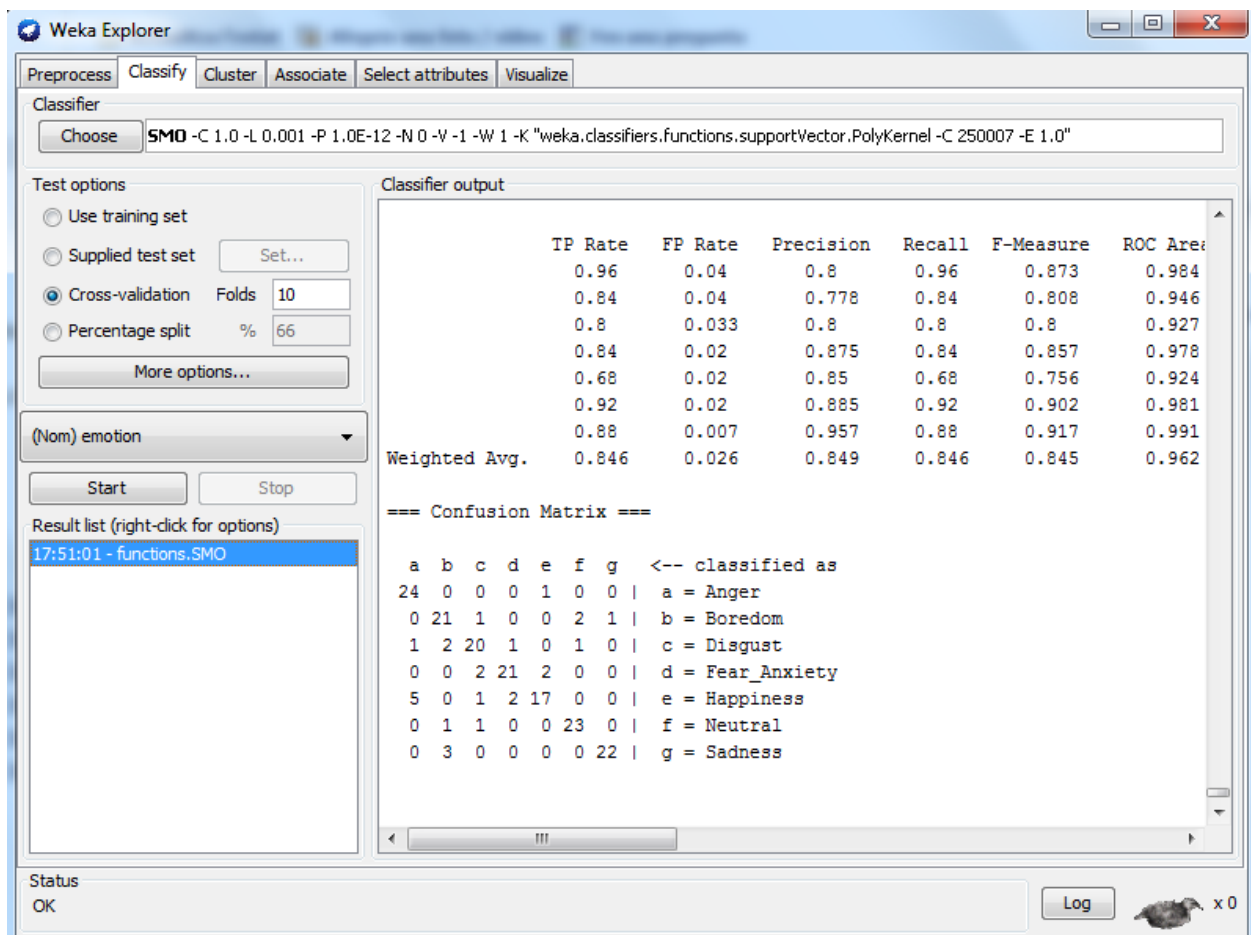 Weka Explorer
Preprocess Classify Cluster Associate Select attributes Visualize
Classifier
Choose SMO -C 1.0 -L 0.001 -P 1.0E-12 -N 0 -V -1 -W 1 -K "weka.classifiers.functions.supportVector.PolyKernel -C 250007 -E 1.0"
Test options
Use training set
Supplied test set Set...
Cross-validation Folds 10
Percentage split % 66
More options...
(Nom) emotion
Start Stop
Result list (right-click for options)
17:51:01 - functions.SMO
Classifier output
TP Rate FP Rate Precision Recall F-Measure ROC Area
0.96 0.04 0.8 0.96 0.873 0.984
0.84 0.04 0.778 0.84 0.808 0.946
0.8 0.033 0.8 0.8 0.8 0.927
0.84 0.02 0.875 0.84 0.857 0.978
0.68 0.02 0.85 0.68 0.756 0.924
0.92 0.02 0.885 0.92 0.902 0.981
0.88 0.007 0.957 0.88 0.917 0.991
Weighted Avg. 0.846 0.026 0.849 0.846 0.845 0.962
=== Confusion Matrix ===
a b c d e f g <-- classified as
24 0 0 0 1 0 0 | a = Anger
0 21 1 0 0 2 1 | b = Boredom
1 2 20 1 0 1 0 | c = Disgust
0 0 2 21 2 0 0 | d = Fear_Anxiety
5 0 1 2 17 0 0 | e = Happiness
0 1 1 0 0 23 0 | f = Neutral
0 3 0 0 0 0 22 | g = Sadness
Status
OK
Log x 0